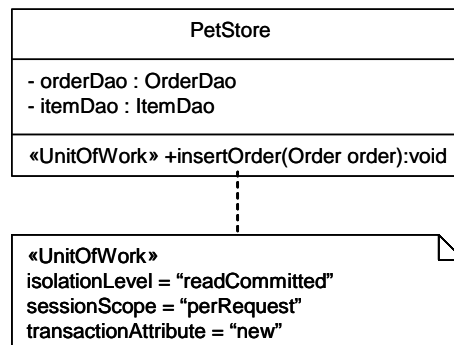 PetStore
- orderDao : OrderDao
- itemDao : ItemDao
«UnitOfWork» +insertOrder(Order order):void
«UnitOfWork»
isolationLevel = “readCommitted”
sessionScope = “perRequest”
transactionAttribute = “new”